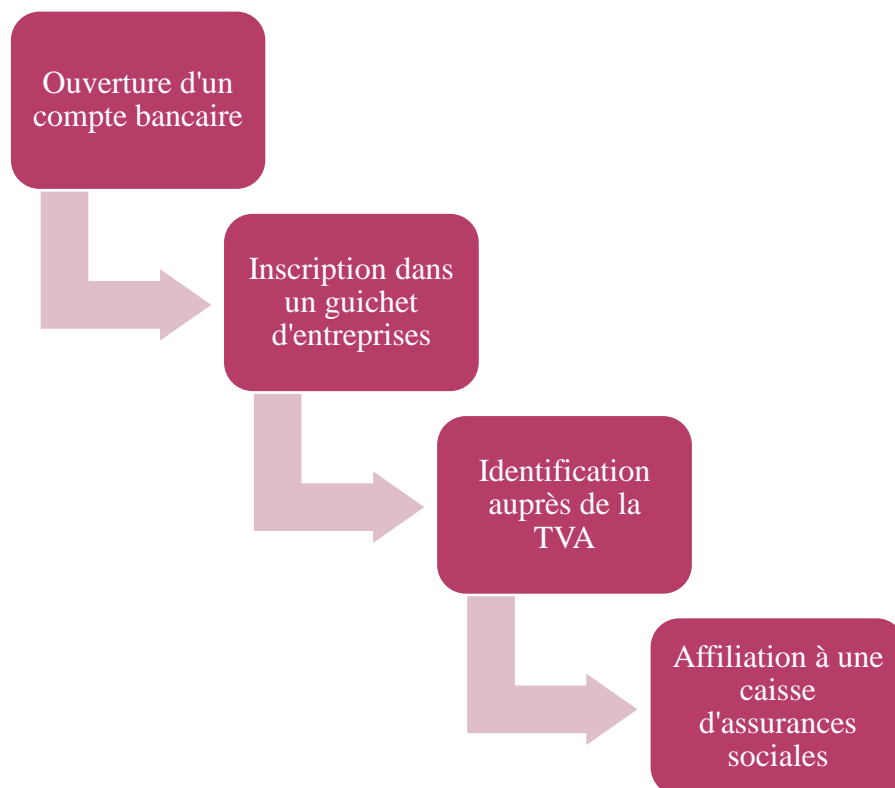 Ouverture d'un
compte bancaire
Inscription dans
un guichet
d'entreprises
Identification
auprès de la
TVA
Affiliation à une
caisse
d'assurances
sociales